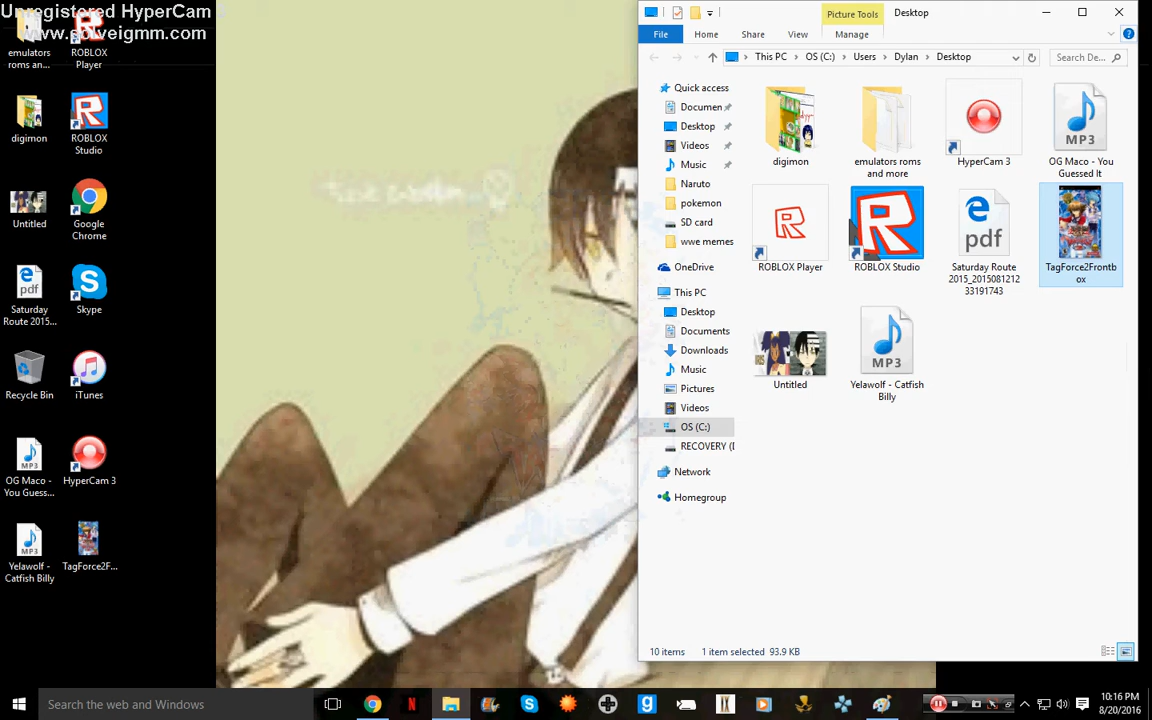 Unregistered HyperCam
www.solveigmm.com
emulators
roms an...
ROBLOX
Player
digimon
ROBLOX
Studio
Untitled
Google
Chrome
Saturday
Route 2015...
Skype
Recycle Bin
iTunes
OG Maco -
You Guess...
HyperCam 3
Yelawolf -
Catfish Billy
TagForce2F...
Picture Tools
Desktop
File
Home
Share
View
Manage
This PC
OS (C:)
Users
Dylan
Desktop
Search De...
Quick access
Documen
Desktop
Videos
Music
Naruto
pokemon
SD card
wwe memes
OneDrive
This PC
Desktop
Documents
Downloads
Music
Pictures
Videos
OS (C:)
RECOVERY (
Network
Homegroup
digimon
emulators roms
and more
HyperCam 3
MP3
OG Maco - You
Guessed It
ROBLOX Player
ROBLOX Studio
pdf
Saturday Route
2015_2015081212
33191743
TagForce2Frontb
ox
Untitled
MP3
Yelawolf - Catfish
Billy
10 items
1 item selected 93.9 KB
Search the web and Windows
10:16 PM
8/20/2016